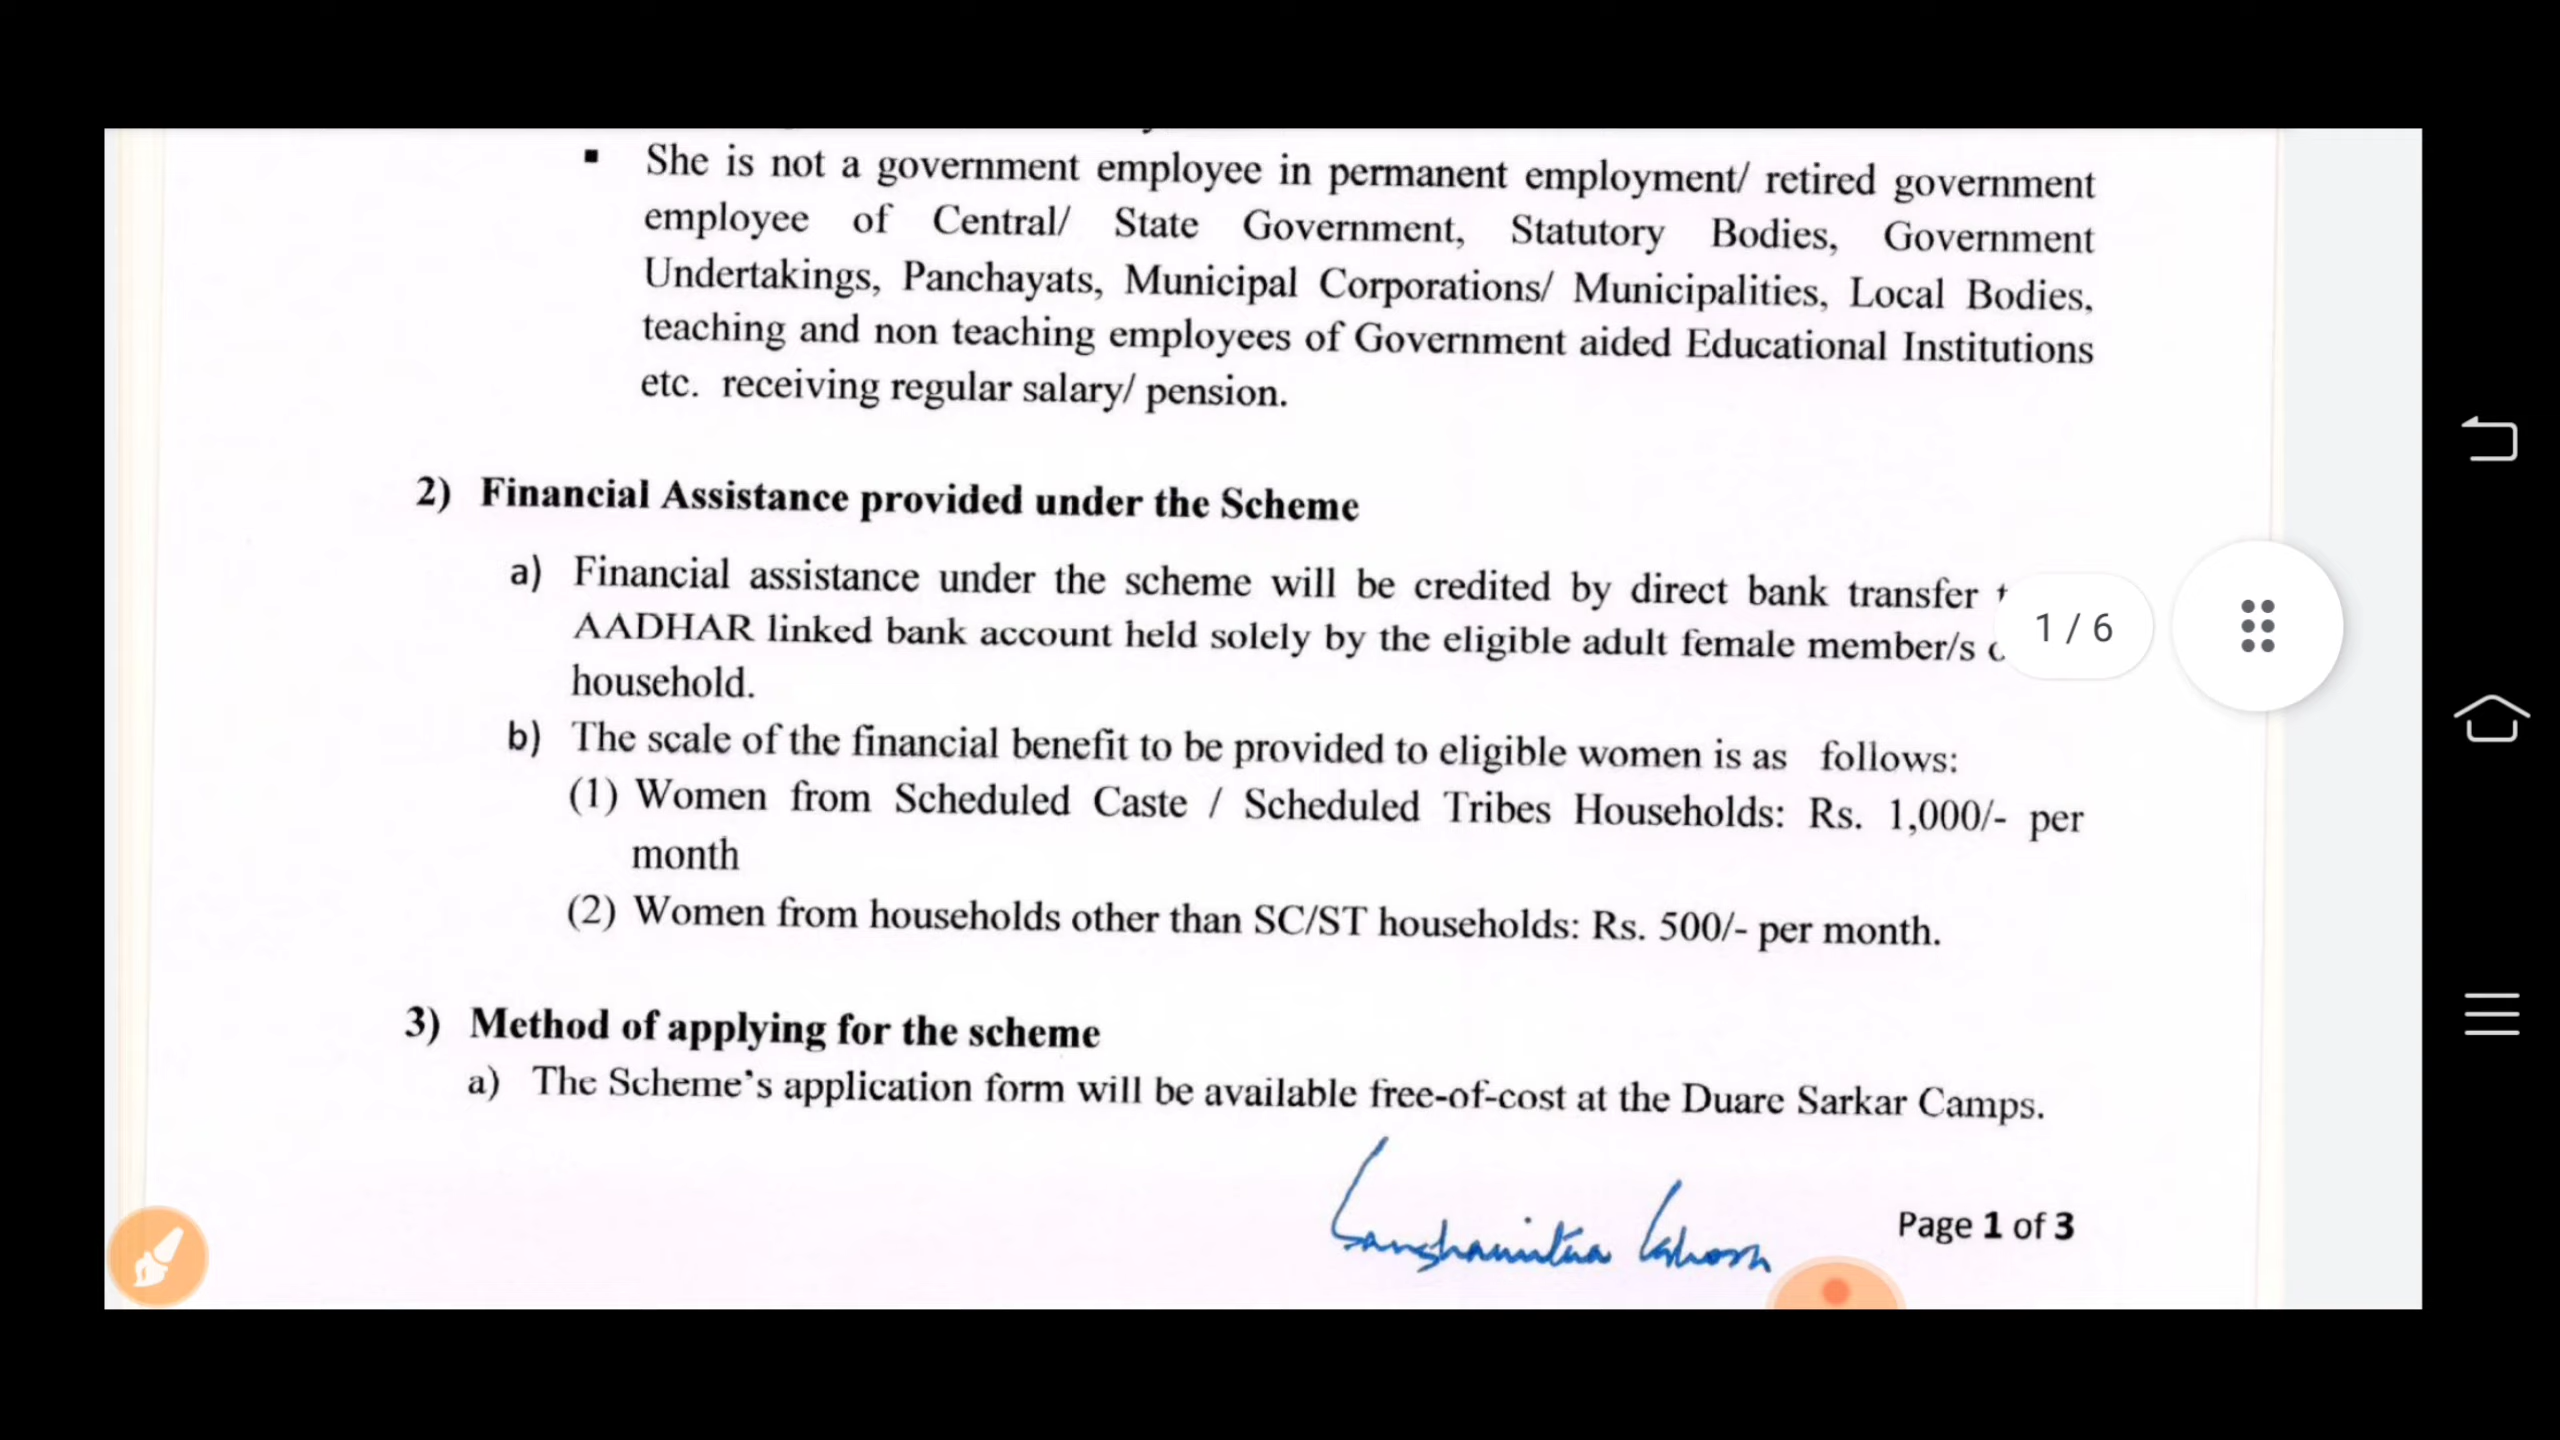 She is not a government employee in permanent employment/ retired government
employee of Central/ State Government, Statutory Bodies, Government
Undertakings, Panchayats, Municipal Corporations/ Municipalities, Local Bodies,
teaching and non teaching employees of Government aided Educational Institutions
etc. receiving regular salary/ pension.
2) Financial Assistance provided under the Scheme
a) Financial assistance under the scheme will be credited by direct bank transfer
AADHAR linked bank account held solely by the eligible adult female member/s
household.
1 / 6
b) The scale of the financial benefit to be provided to eligible women is as follows:
(1) Women from Scheduled Caste / Scheduled Tribes Households: Rs. 1,000/- per
month
(2) Women from households other than SC/ST households: Rs. 500/- per month.
3) Method of applying for the scheme
a) The Scheme's application form will be available free-of-cost at the Duare Sarkar Camps.
Page 1 of 3